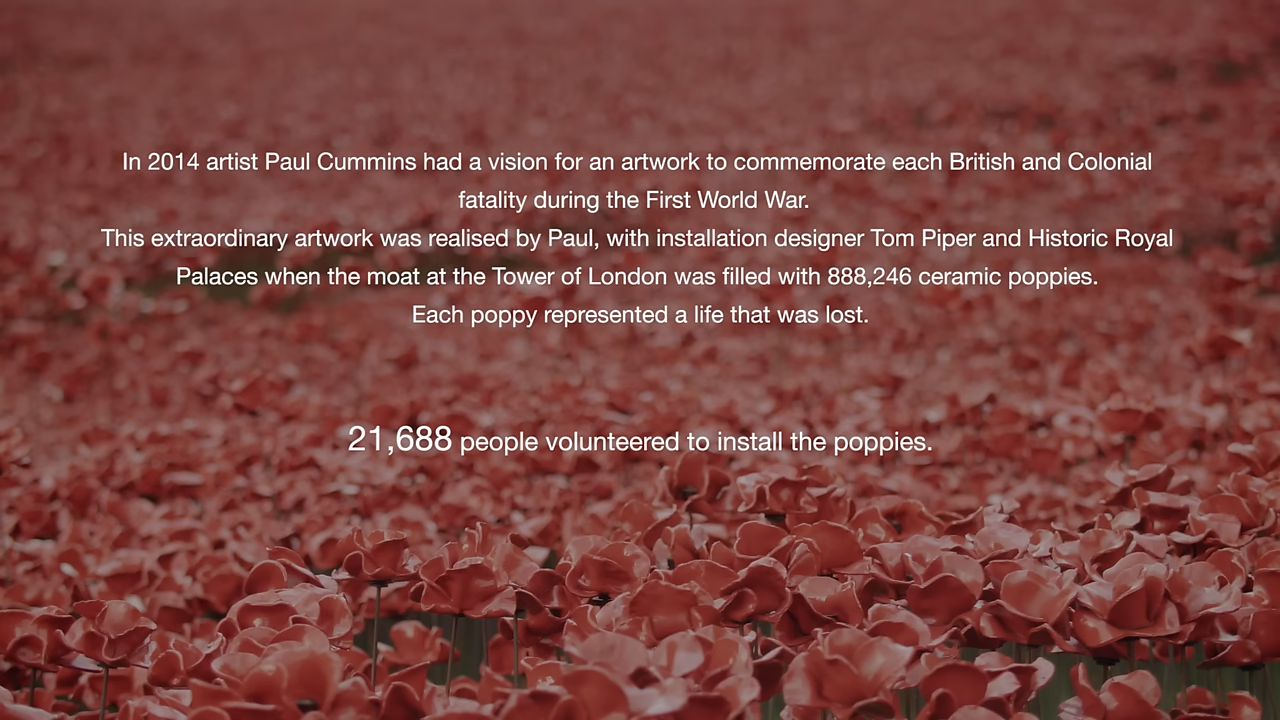 In 2014 artist Paul Cummins had a vision for an artwork to commemorate each British and Colonial
fatality during the First World War.
This extraordinary artwork was realised by Paul, with installation designer Tom Piper and Historic Royal
Palaces when the moat at the Tower of London was filled with 888,246 ceramic poppies.
Each poppy represented a life that was lost.
21,688 people volunteered to install the poppies.